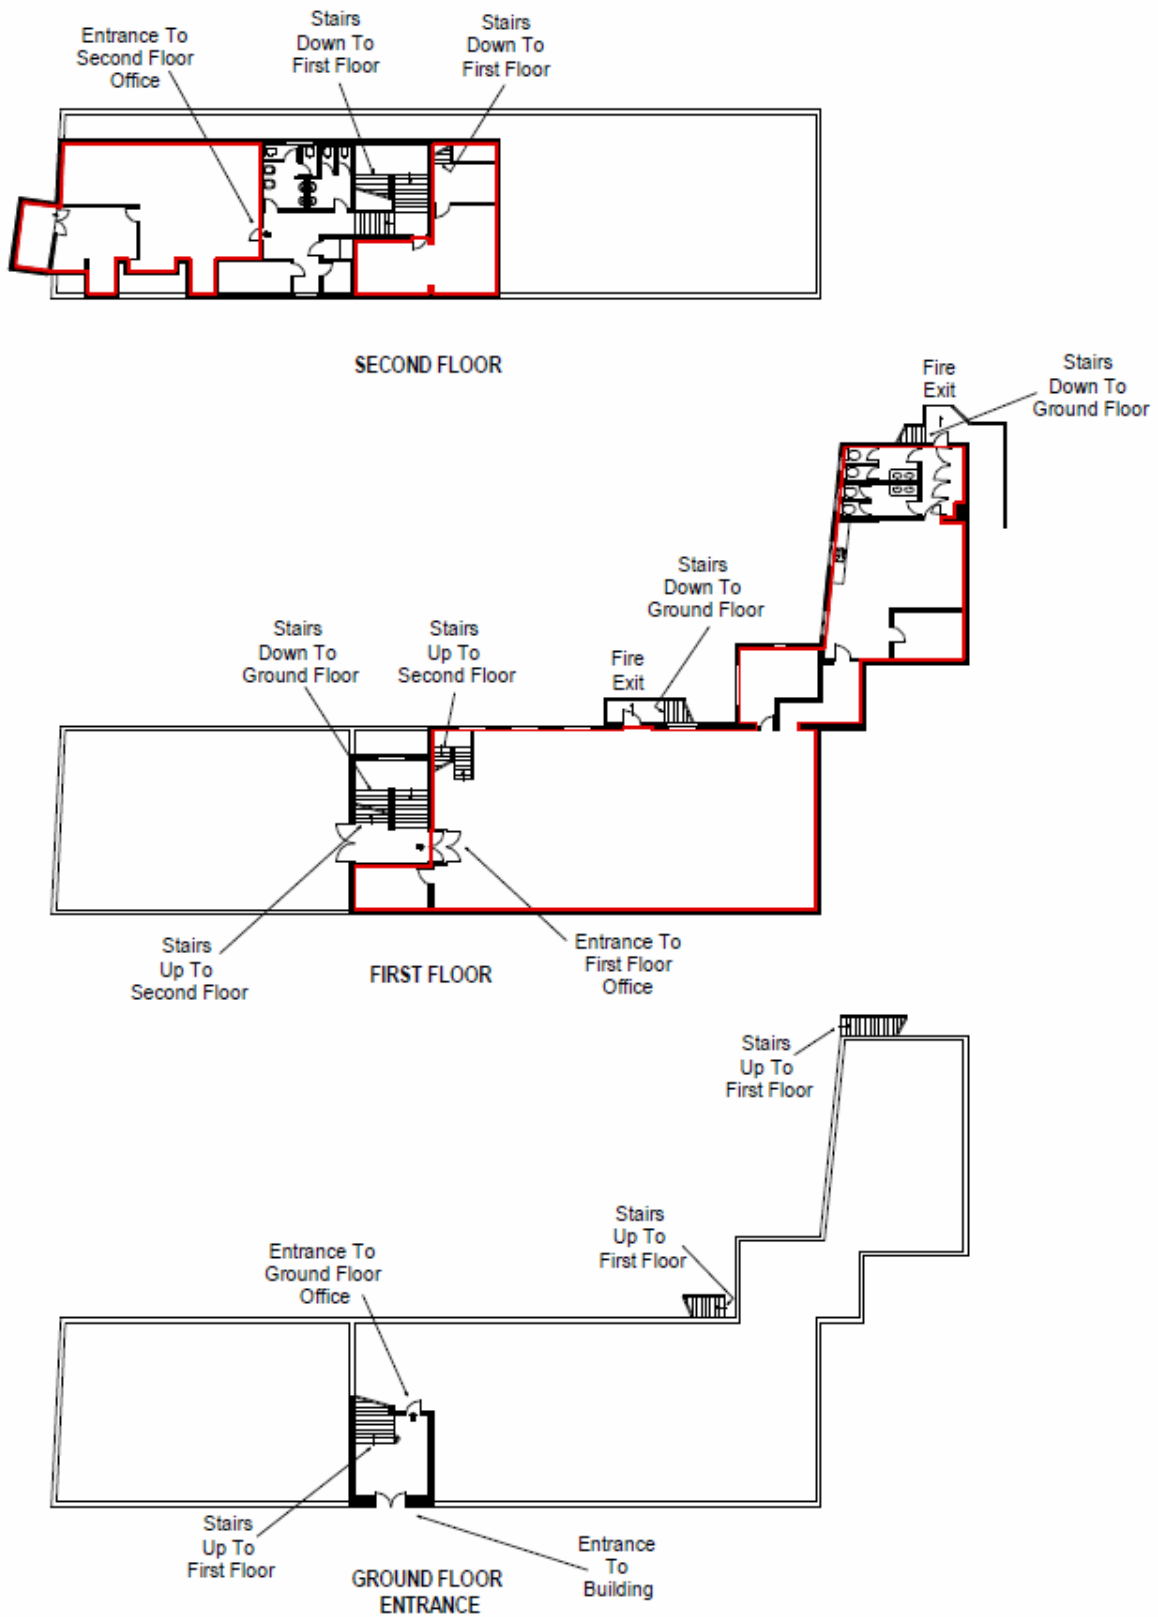 Entrance To
Second Floor
Office
Stairs
Down To
First Floor
Stairs
Down To
First Floor
SECOND FLOOR
Fire
Exit
Stairs
Down To
Ground Floor
Stairs
Down To
Ground Floor
Stairs
Down To
Ground Floor
Stairs
Up To
Second Floor
Fire
Exit
Stairs
Up To
Second Floor
Entrance To
First Floor
Office
FIRST FLOOR
Stairs
Up To
First Floor
Stairs
Up To
First Floor
Entrance To
Ground Floor
Office
Stairs
Up To
First Floor
Entrance
To
Building
GROUND FLOOR
ENTRANCE